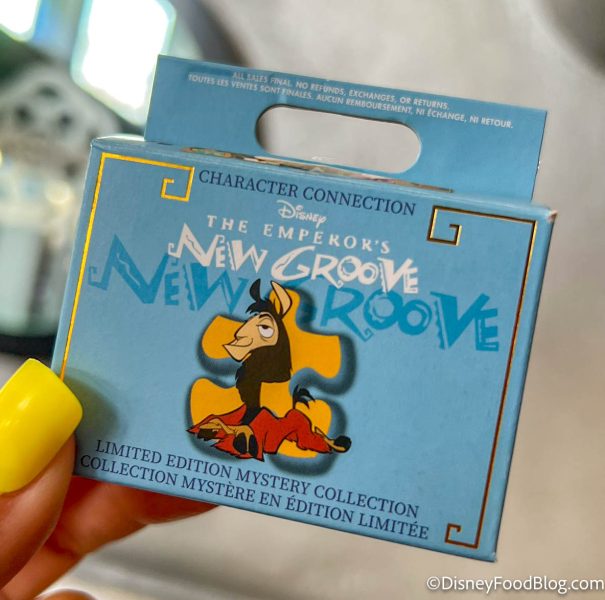 ALL SALES FINAL. NO REFUNDS, EXCHANGES, OR RETURNS.
TOUTES LES VENTES SONT FINALES. AUCUN REMBOURSEMENT, NI ÉCHANGE, NI RETOUR.
CHARACTER CONNECTION
Disney
THE EMPEROR'S
NEW GROOVE
NEW GROOVE
LIMITED EDITION MYSTERY COLLECTION
COLLECTION MYSTÈRE EN ÉDITION LIMITÉE
©DisneyFoodBlog.com